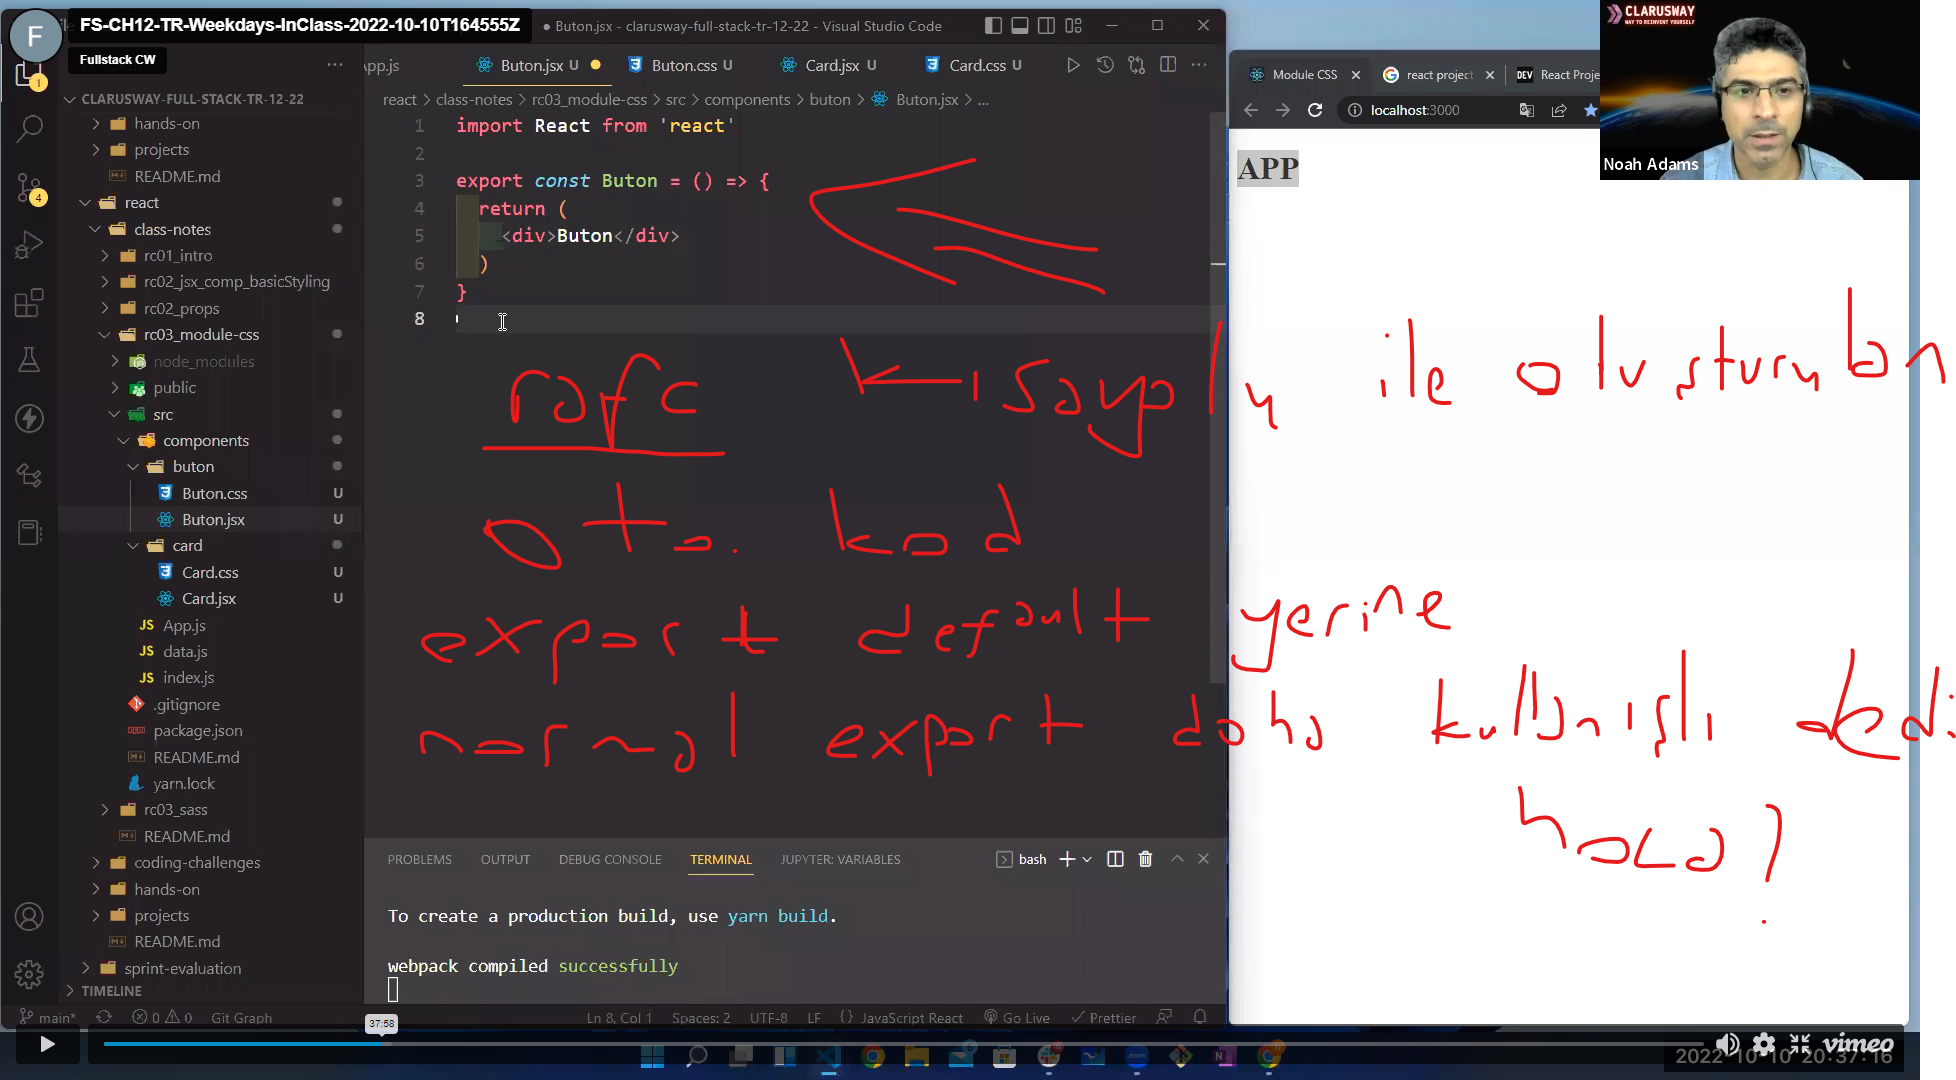 FS-CH12-TR-Weekdays-InClass-2022-10-10T164555Z
Fullstack CW
F
Buton.jsx - clarusway-full-stack-tr-12-22 - Visual Studio Code
App.js
Buton.jsx U
Buton.css U
Card.jsx U
Card.css U
react > class-notes > rc03_module-css > src > components > buton > Buton.jsx > ...
1
4
CLARUSWAY-FULL-STACK-TR-12-22
hands-on
projects
README.md
react
class-notes
rc01_intro
rc02_jsx_comp_basicStyling
rc02_props
rc03_module-css
node_modules
public
src
components
buton
Buton.css U
Buton.jsx U
card
Card.css U
Card.jsx U
App.js
data.js
index.js
.gitignore
package.json
README.md
yarn.lock
rc03_sass
README.md
coding-challenges
hands-on
projects
README.md
sprint-evaluation
TIMELINE
1 import React from 'react'
2
3 export const Buton = () => {
4 return (
5 <div>Buton</div>
6 )
7 }
8
rafc kısayolu ile oluşturulan
oto. kod
export default yerine
normal export daha kullanışlı dedi
hoca?
PROBLEMS OUTPUT DEBUG CONSOLE TERMINAL JUPYTER: VARIABLES
bash
To create a production build, use yarn build.
webpack compiled successfully
main* 0 0 Git Graph
Ln 8, Col 1 Spaces: 2 UTF-8 LF {} JavaScript React Go Live Prettier
37:58
Module CSS
react project
DEV React Proje
localhost:3000
APP
CLARUSWAY
WAY TO REINVENT YOURSELF
Noah Adams
vimeo
2022-10-10 20:37:16